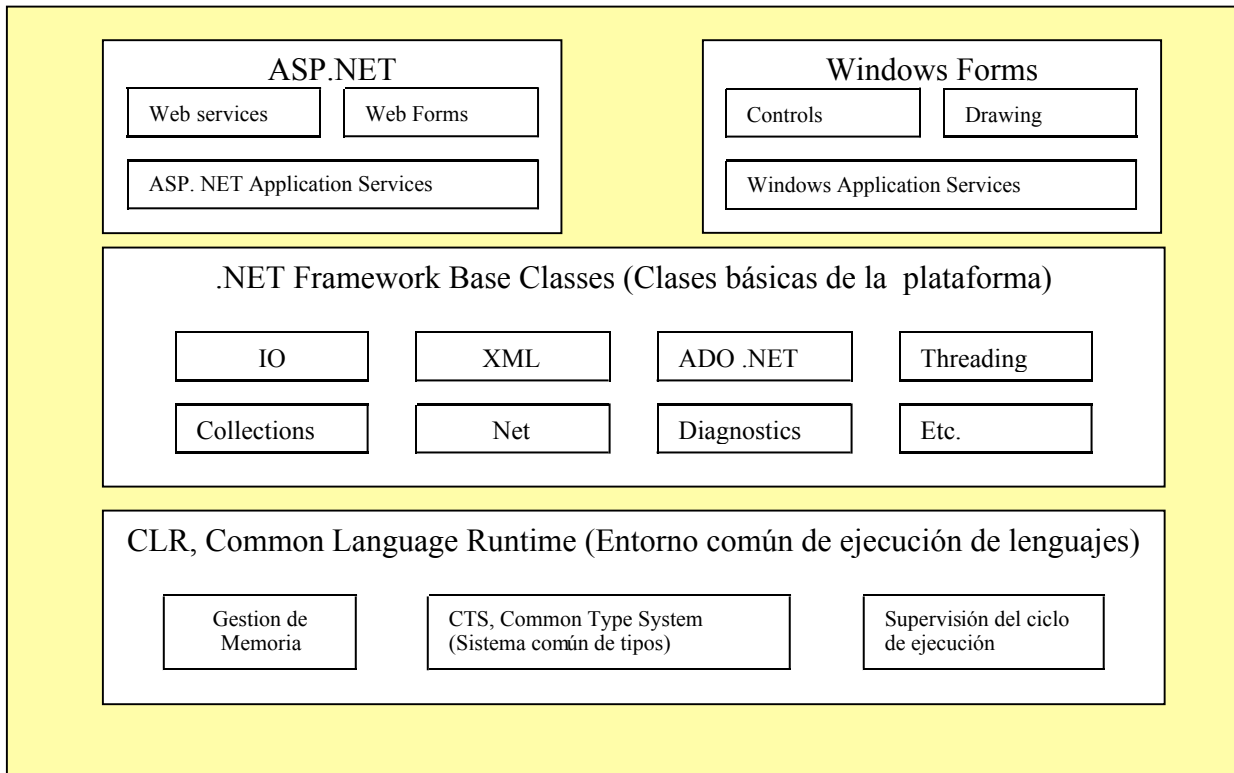 ASP.NET
Web services
Web Forms
ASP. NET Application Services
Windows Forms
Controls
Drawing
Windows Application Services
.NET Framework Base Classes (Clases básicas de la plataforma)
IO
XML
ADO .NET
Threading
Collections
Net
Diagnostics
Etc.
CLR, Common Language Runtime (Entorno común de ejecución de lenguajes)
Gestion de
Memoria
CTS, Common Type System
(Sistema común de tipos)
Supervisión del ciclo
de ejecución